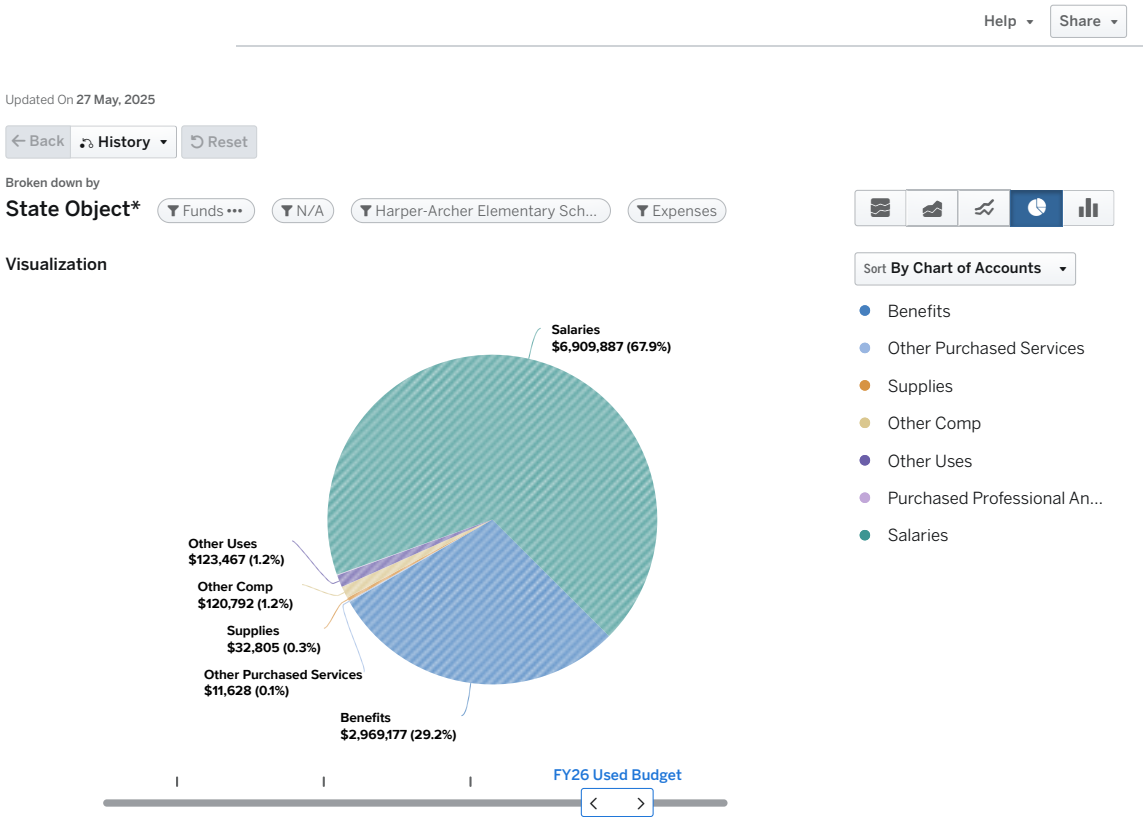 Help
Share
Updated On 27 May, 2025
Back
History
Reset
Broken down by
State Object*
Funds •••
N/A
Harper-Archer Elementary Sch...
Expenses
Visualization
Sort By Chart of Accounts
Benefits
Other Purchased Services
Supplies
Other Comp
Other Uses
Purchased Professional An...
Salaries
Salaries
$6,909,887 (67.9%)
Other Uses
$123,467 (1.2%)
Other Comp
$120,792 (1.2%)
Supplies
$32,805 (0.3%)
Other Purchased Services
$11,628 (0.1%)
Benefits
$2,969,177 (29.2%)
FY26 Used Budget